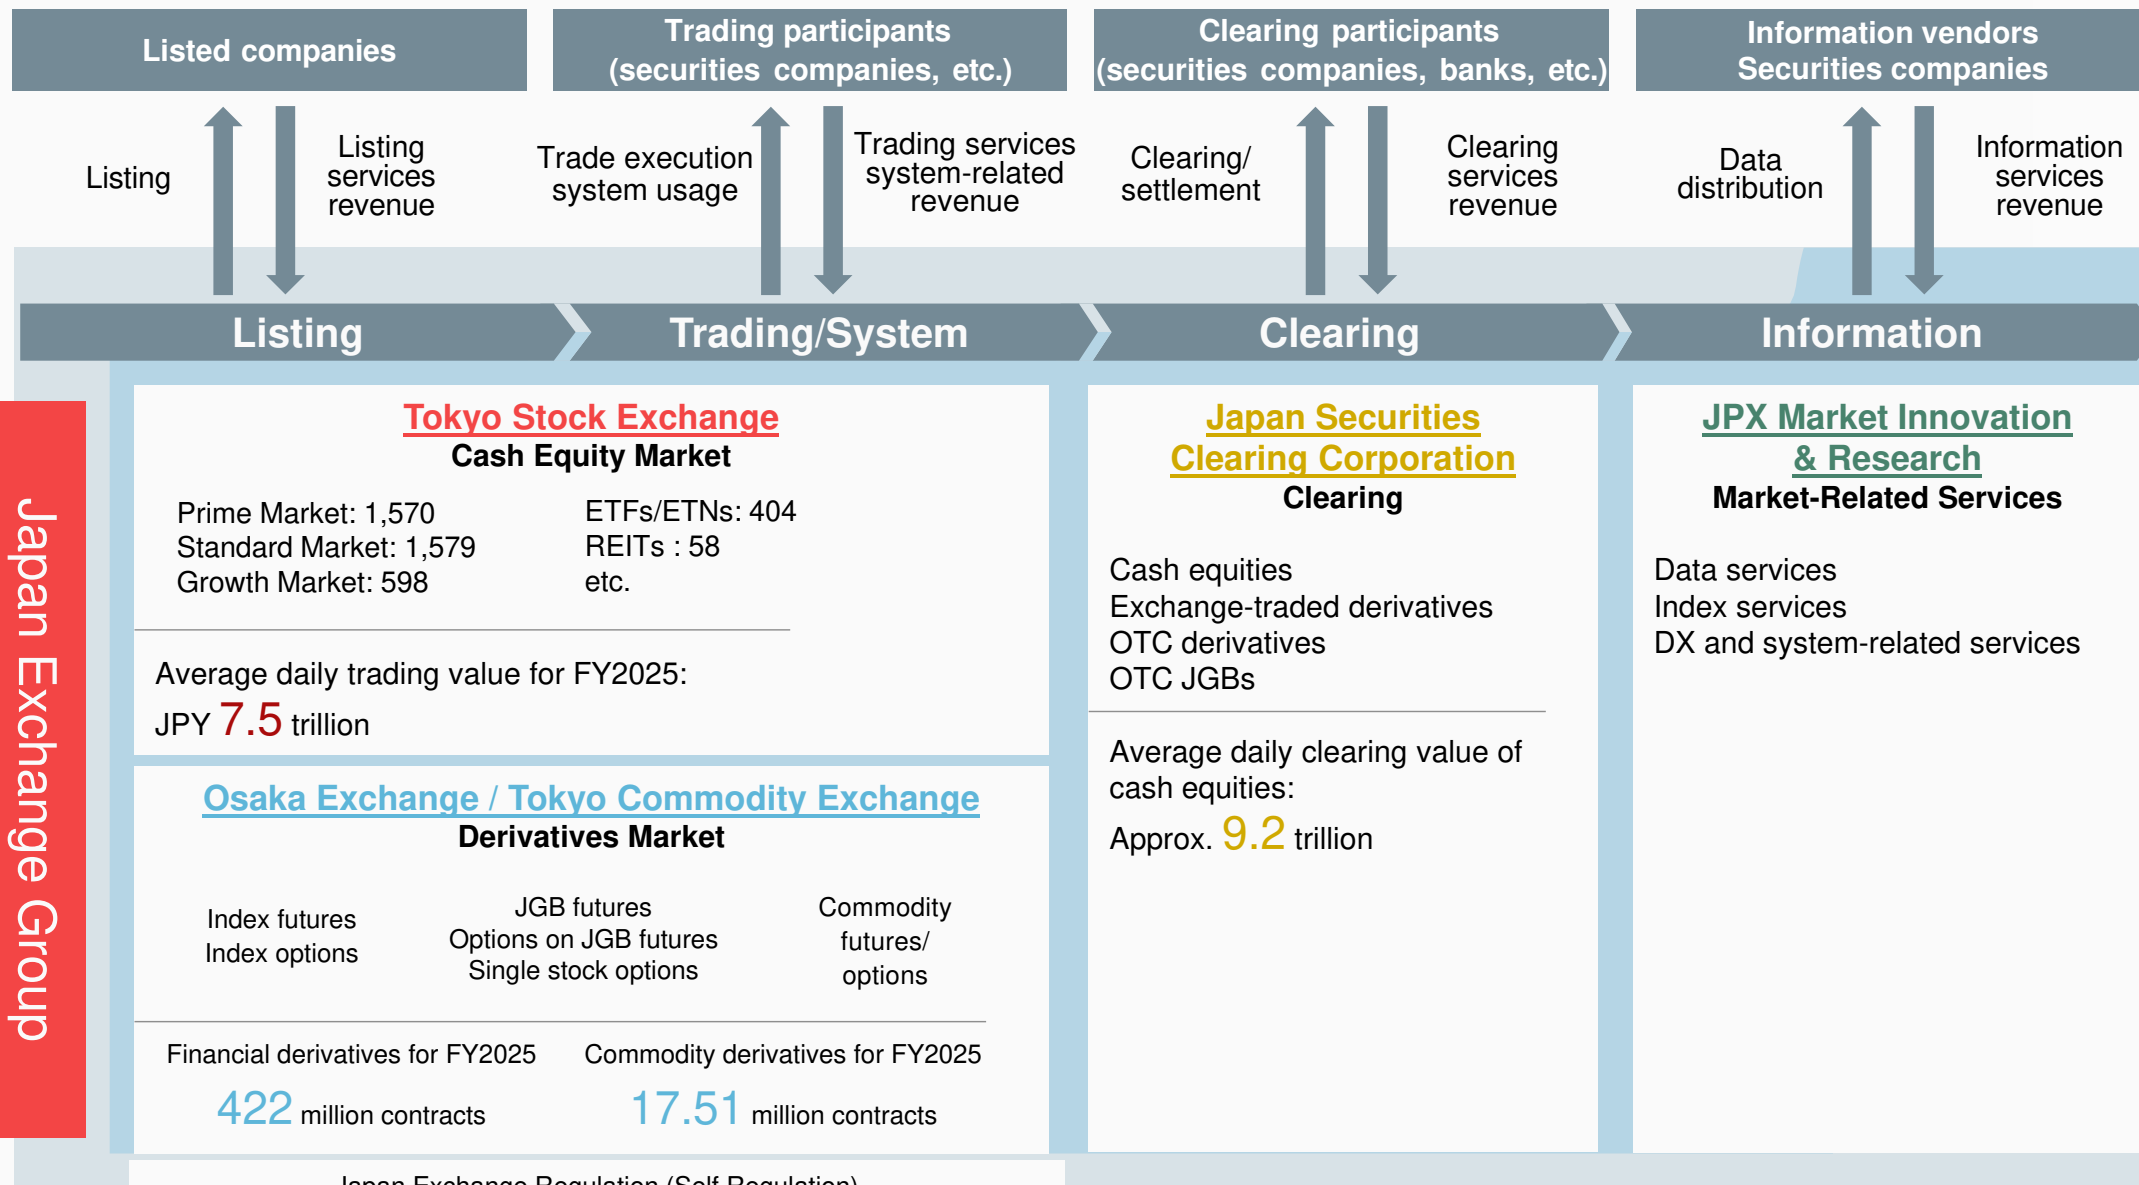 Listed companies
Trading participants
(securities companies, etc.)
Clearing participants
(securities companies, banks, etc.)
Information vendors
Securities companies
Listing
Listing
services
revenue
Trade execution
system usage
Trading services
system-related
revenue
Clearing/
settlement
Clearing
services
revenue
Data
distribution
Information
services
revenue
Listing
Trading/System
Clearing
Information
Japan Exchange Group
Tokyo Stock Exchange
Cash Equity Market
Prime Market: 1,570
Standard Market: 1,579
Growth Market: 598
ETFs/ETNs: 404
REITs : 58
etc.
Average daily trading value for FY2025:
JPY 7.5 trillion
Osaka Exchange / Tokyo Commodity Exchange
Derivatives Market
Index futures
Index options
JGB futures
Options on JGB futures
Single stock options
Commodity
futures/
options
Financial derivatives for FY2025
422 million contracts
Commodity derivatives for FY2025
17.51 million contracts
Japan Securities
Clearing Corporation
Clearing
Cash equities
Exchange-traded derivatives
OTC derivatives
OTC JGBs
Average daily clearing value of
cash equities:
Approx. 9.2 trillion
JPX Market Innovation
& Research
Market-Related Services
Data services
Index services
DX and system-related services
Japan Exchange Regulation (Self-Regulation)